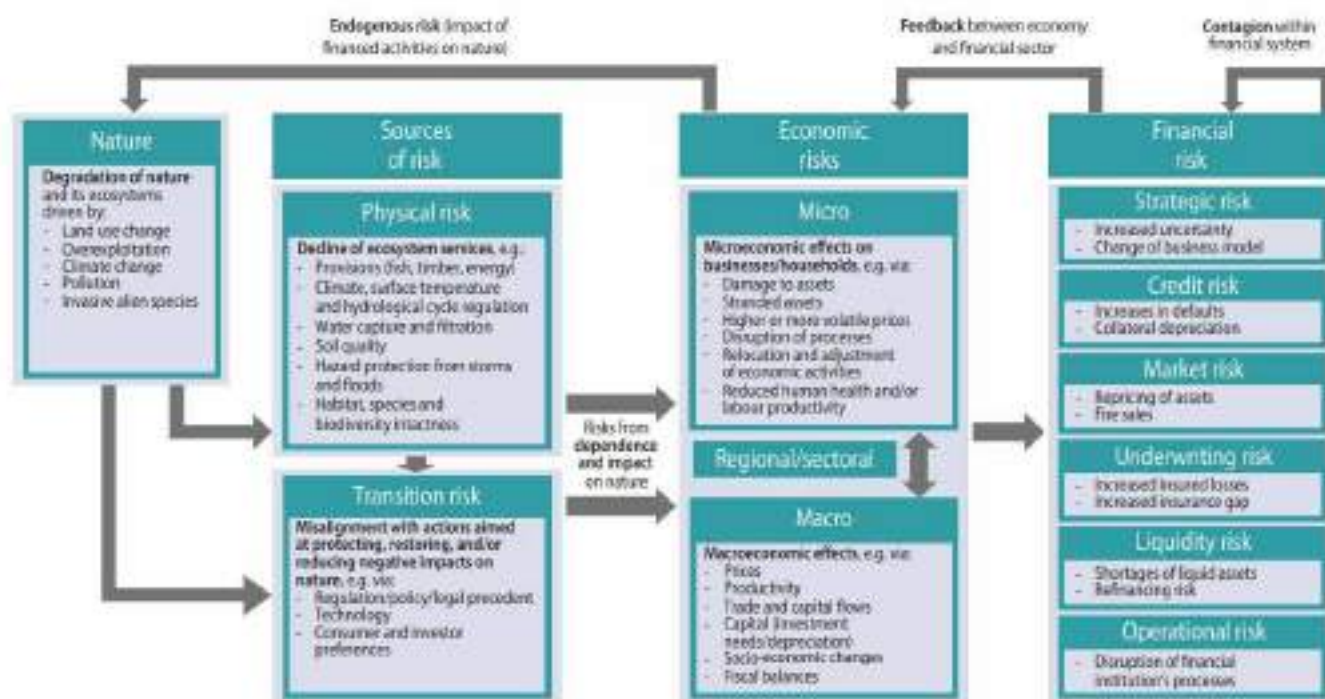 Endogenous risk (impact of
financed activities on nature)
Feedback between economy
and financial sector
Contagion within
financial system
Nature
Degradation of nature
and its ecosystems
driven by:
- Land use change
- Overexploitation
- Climate change
- Pollution
- Invasive alien species
Sources
of risk
Physical risk
Decline of ecosystem services, e.g.,
- Provisions (fish, timber, energy)
- Climate, surface temperature
and hydrological cycle regulation
- Water capture and filtration
- Soil quality
- Hazard protection from storms
and floods
- Habitat, species and
biodiversity intactness
Transition risk
Misalignment with actions aimed
at protecting, restoring, and/or
reducing negative impacts on
nature, e.g. via:
- Regulation/policy/legal precedent
- Technology
- Consumer and investor
preferences
Risks from
dependence
and impact
on nature
Economic
risks
Micro
Microeconomic effects on
businesses/households, e.g. via:
- Damage to assets
- Stranded assets
- Higher or more volatile prices
- Disruption of processes
- Relocation and adjustment
of economic activities
- Reduced human health and/or
labour productivity
Regional/sectoral
Macro
Macroeconomic effects, e.g. via:
- Prices
- Productivity
- Trade and capital flows
- Capital (investment
needs/depreciation)
- Socio-economic changes
- Fiscal balances
Financial
risk
Strategic risk
- Increased uncertainty
- Change of business model
Credit risk
- Increases in defaults
- Collateral depreciation
Market risk
- Repricing of assets
- Fire sales
Underwriting risk
- Increased insured losses
- Increased insurance gap
Liquidity risk
- Shortages of liquid assets
- Refinancing risk
Operational risk
- Disruption of financial
institution's processes